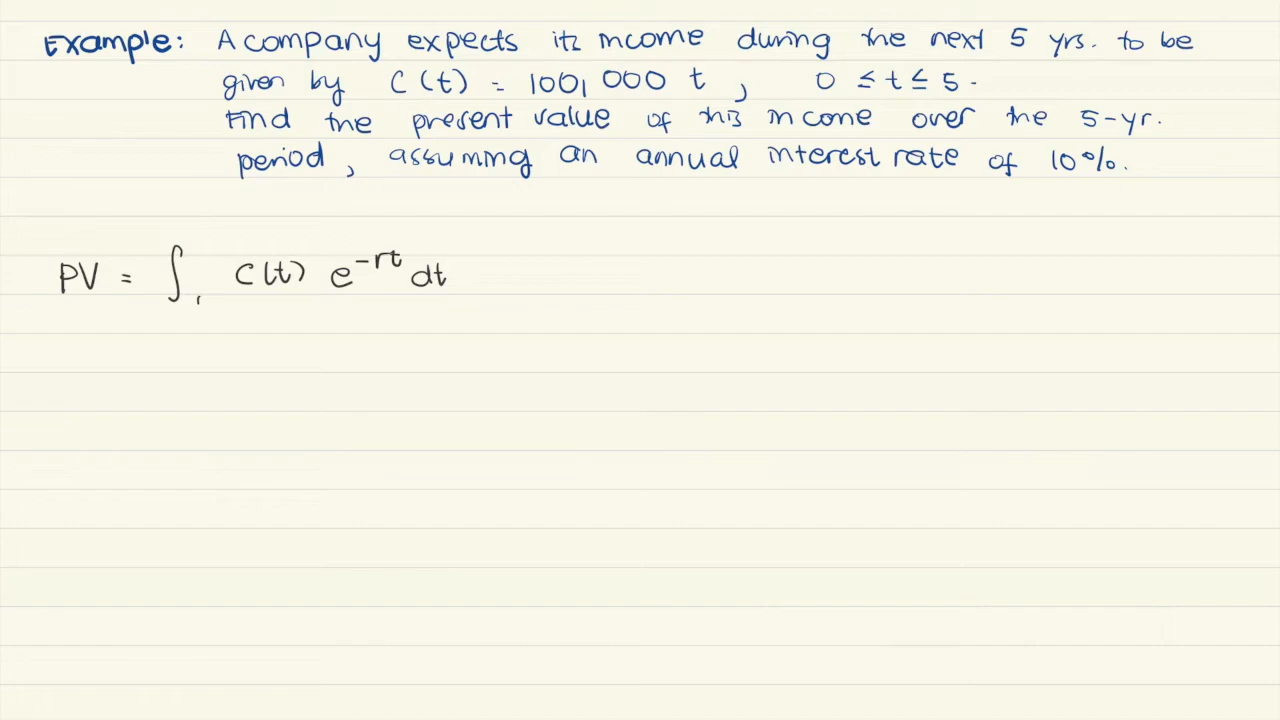 Example: A company expects its income during the next 5 yrs. to be
given by C(t) = 100,000 t, 0 ≤ t ≤ 5.
Find the present value of this income over the 5-yr.
period, assuming an annual interest rate of 10%.
PV = ∫ C(t) e^{-rt} dt